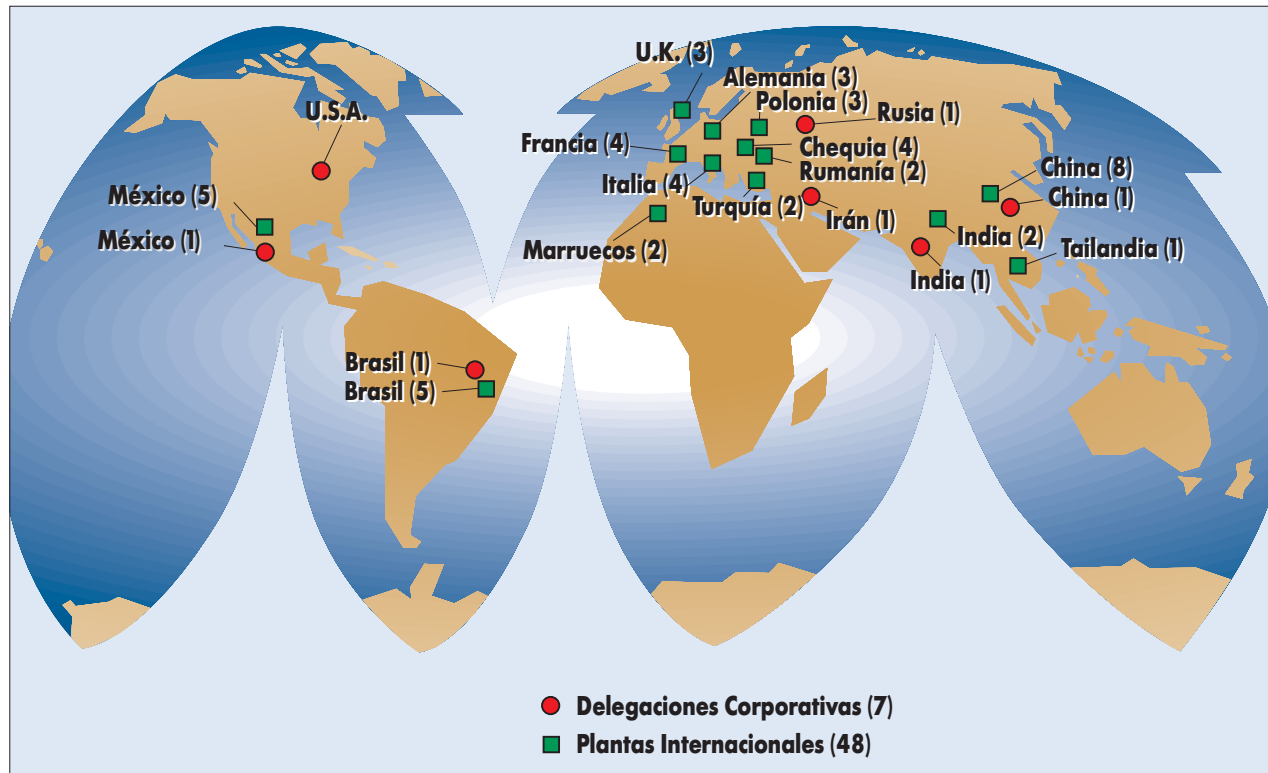 U.K. (3)
Alemania (3)
Polonia (3)
Rusia (1)
U.S.A.
Francia (4)
Chequia (4)
Rumanía (2)
China (8)
China (1)
Italia (4)
México (5)
Turquía (2)
Irán (1)
India (2)
México (1)
Marruecos (2)
Tailandia (1)
India (1)
Brasil (1)
Brasil (5)
Delegaciones Corporativas (7)
Plantas Internacionales (48)